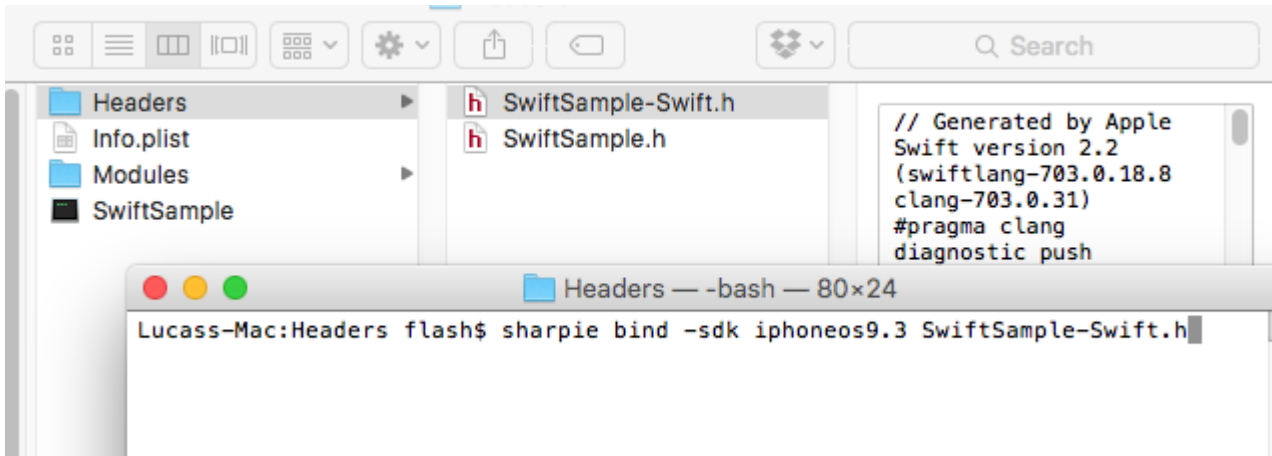 Search
Headers
Info.plist
Modules
SwiftSample
h SwiftSample-Swift.h
h SwiftSample.h
// Generated by Apple
Swift version 2.2
(swiftlang-703.0.18.8
clang-703.0.31)
#pragma clang
diagnostic push
Headers — -bash — 80×24
Lucass-Mac:Headers flash$ sharpie bind -sdk iphoneos9.3 SwiftSample-Swift.h